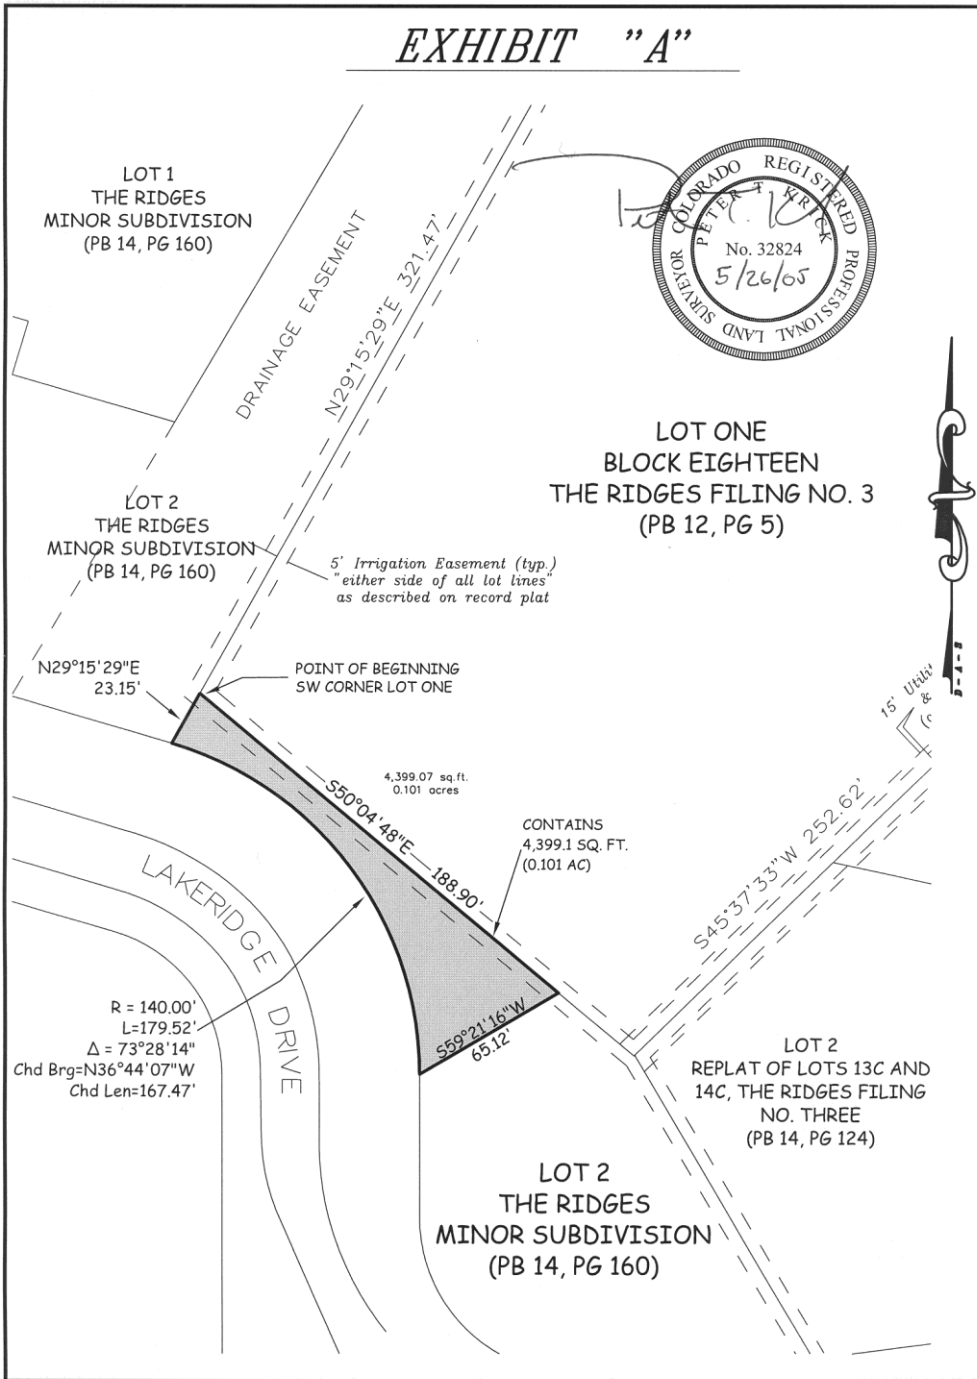 EXHIBIT "A"
LOT 1
THE RIDGES
MINOR SUBDIVISION
(PB 14, PG 160)
DRAINAGE EASEMENT
N29°15'29"E 321.47'
COLORADO REGISTERED
PROFESSIONAL LAND SURVEYOR
PETER T. KRICK
No. 32824
5/26/05
LOT ONE
BLOCK EIGHTEEN
THE RIDGES FILING NO. 3
(PB 12, PG 5)
LOT 2
THE RIDGES
MINOR SUBDIVISION
(PB 14, PG 160)
5' Irrigation Easement (typ.)
"either side of all lot lines"
as described on record plat
N29°15'29"E
23.15'
POINT OF BEGINNING
SW CORNER LOT ONE
15' Utili
&
4,399.07 sq.ft.
0.101 acres
S50°04'48"E
188.90'
CONTAINS
4,399.1 SQ. FT.
(0.101 AC)
S45°37'33"W 252.62'
LAKERIDGE DRIVE
R = 140.00'
L=179.52'
Δ = 73°28'14"
Chd Brg=N36°44'07"W
Chd Len=167.47'
S59°21'16"W
65.12'
LOT 2
REPLAT OF LOTS 13C AND
14C, THE RIDGES FILING
NO. THREE
(PB 14, PG 124)
LOT 2
THE RIDGES
MINOR SUBDIVISION
(PB 14, PG 160)